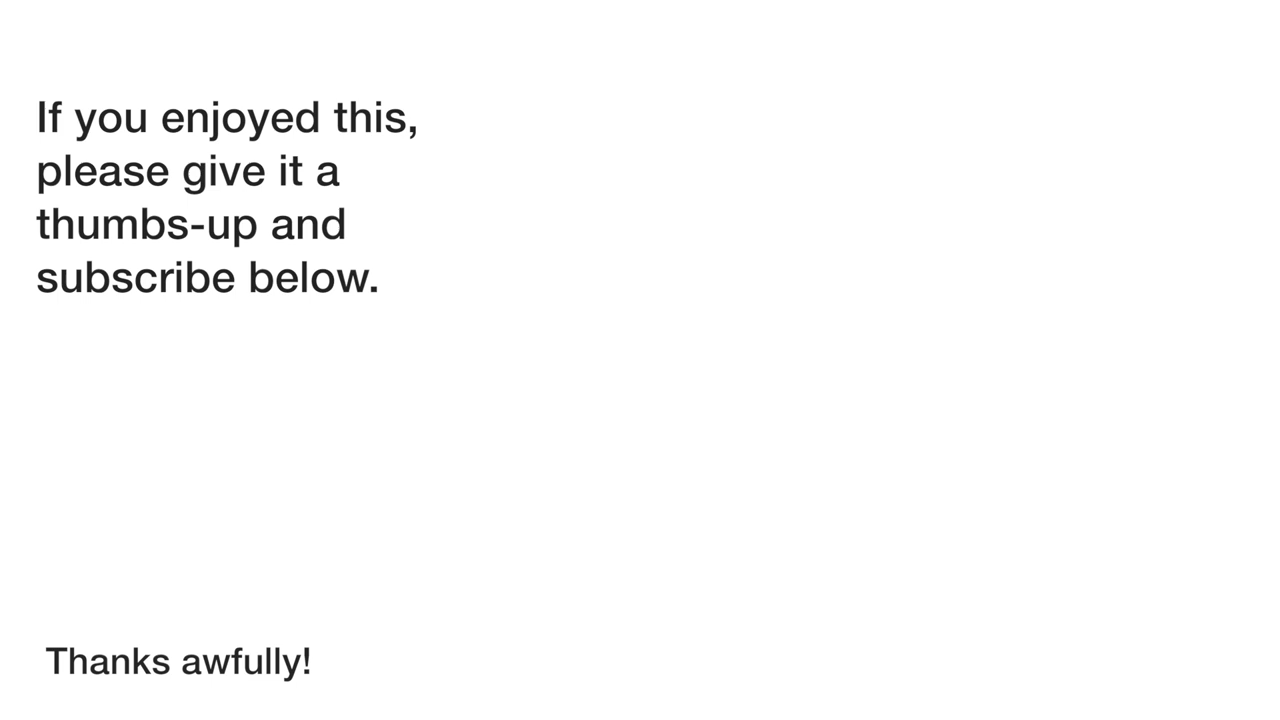 If you enjoyed this,
please give it a
thumbs-up and
subscribe below.
Thanks awfully!